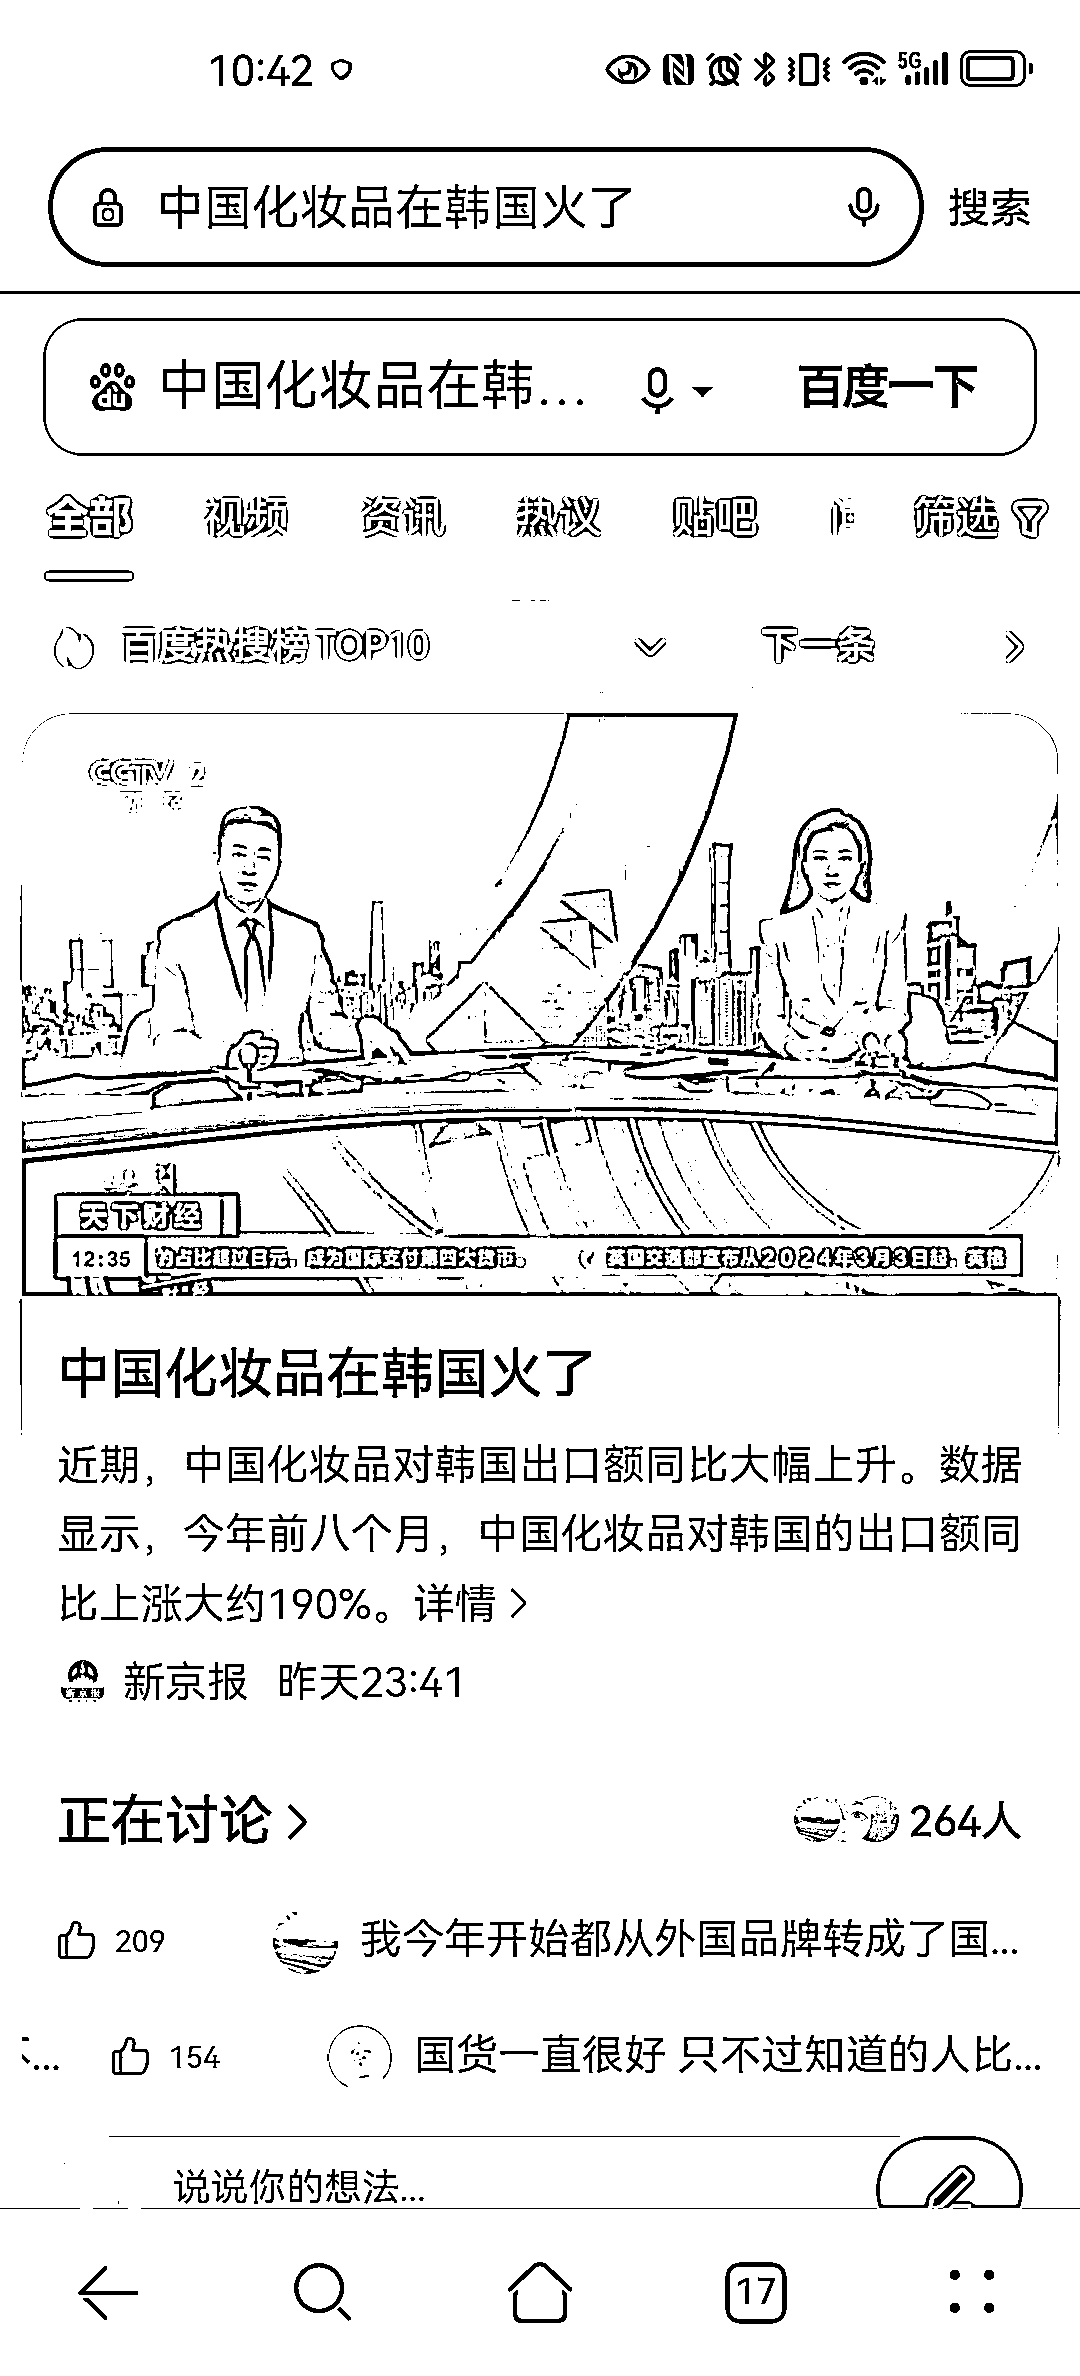 10:42
5G
中国化妆品在韩国火了
搜索
中国化妆品在韩...
百度一下
全部 视频 资讯 热议 贴吧 筛选
百度热搜榜TOP10
下一条
CCTV 2
天下财经
12:35 占比超过日元,成为国际支付第四大货币。 英国交通部宣布从2024年3月3日起,英格
中国化妆品在韩国火了
近期，中国化妆品对韩国出口额同比大幅上升。数据
显示，今年前八个月，中国化妆品对韩国的出口额同
比上涨大约190%。详情
新京报 昨天23:41
正在讨论
264人
209 我今年开始都从外国品牌转成了国...
... 154 国货一直很好 只不过知道的人比...
说说你的想法...
17